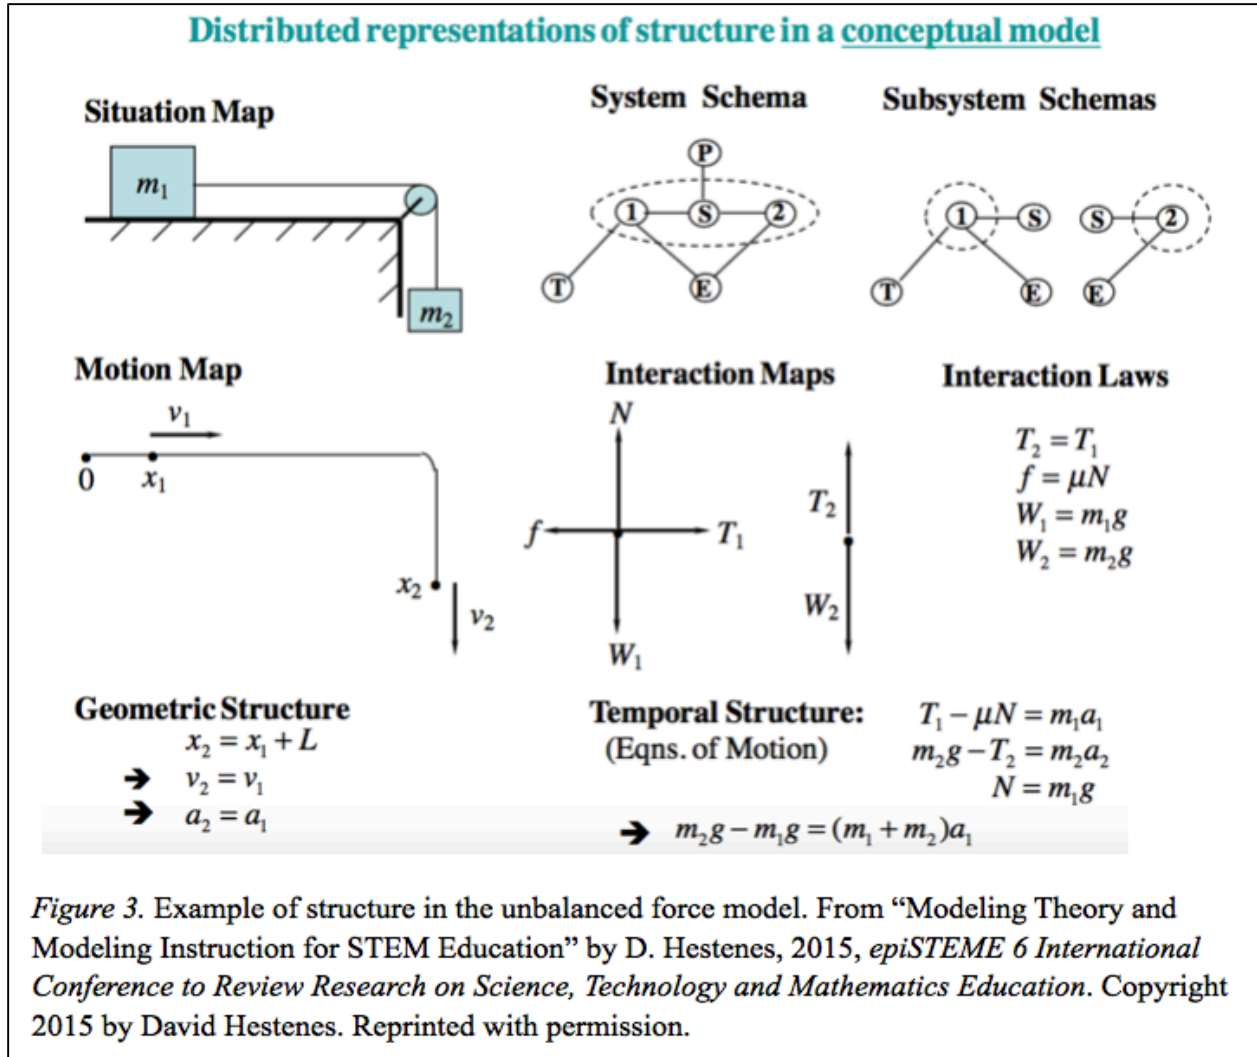 Distributed representations of structure in a conceptual model
Situation Map
m₁
m₂
System Schema
P
1
S
2
T
E
Subsystem Schemas
1
S
T
E
S
2
E
Motion Map
v₁
0
x₁
x₂
v₂
Interaction Maps
N
f
T₁
W₁
T₂
W₂
Interaction Laws
T₂ = T₁
f = μN
W₁ = m₁g
W₂ = m₂g
Geometric Structure
x₂ = x₁ + L
➔ v₂ = v₁
➔ a₂ = a₁
Temporal Structure:
(Eqns. of Motion)
T₁ – μN = m₁a₁
m₂g – T₂ = m₂a₂
N = m₁g
➔ m₂g – m₁g = (m₁ + m₂)a₁
Figure 3. Example of structure in the unbalanced force model. From “Modeling Theory and
Modeling Instruction for STEM Education” by D. Hestenes, 2015, epiSTEME 6 International
Conference to Review Research on Science, Technology and Mathematics Education. Copyright
2015 by David Hestenes. Reprinted with permission.